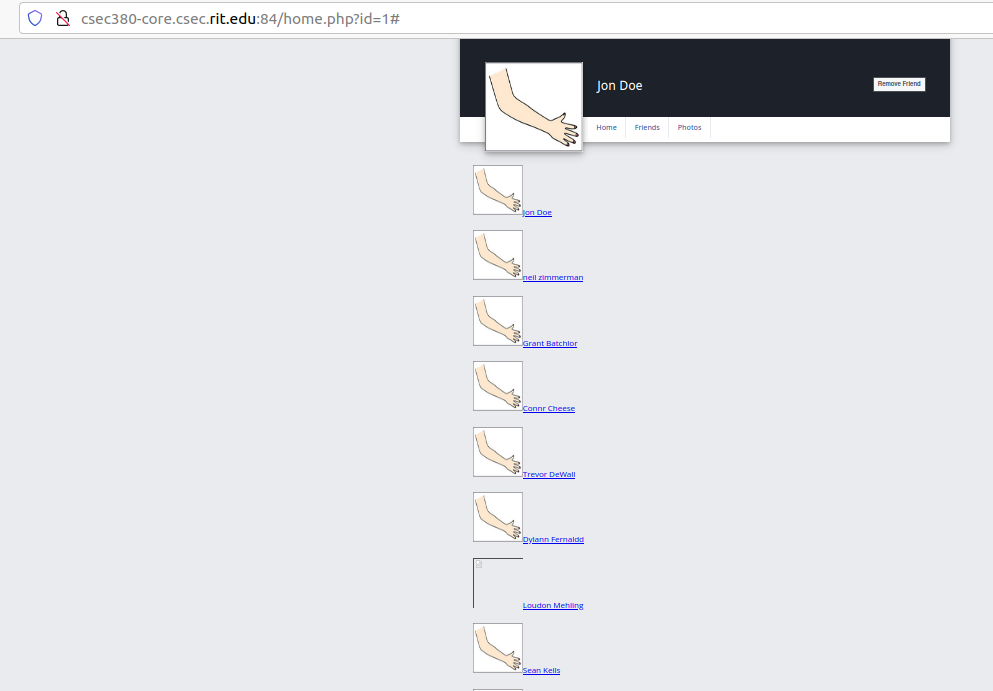 csec380-core.csec.rit.edu:84/home.php?id=1#
Jon Doe
Remove Friend
Home Friends Photos
Jon Doe
neil zimmerman
Grant Batchlor
Connr Cheese
Trevor DeWall
Dylann Fernaldd
Loudon Mehling
Sean Kells